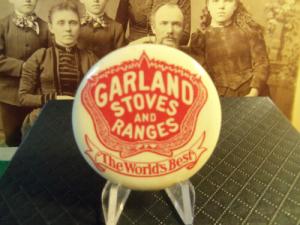 GARLAND
STOVES
AND
RANGES
The World's Best